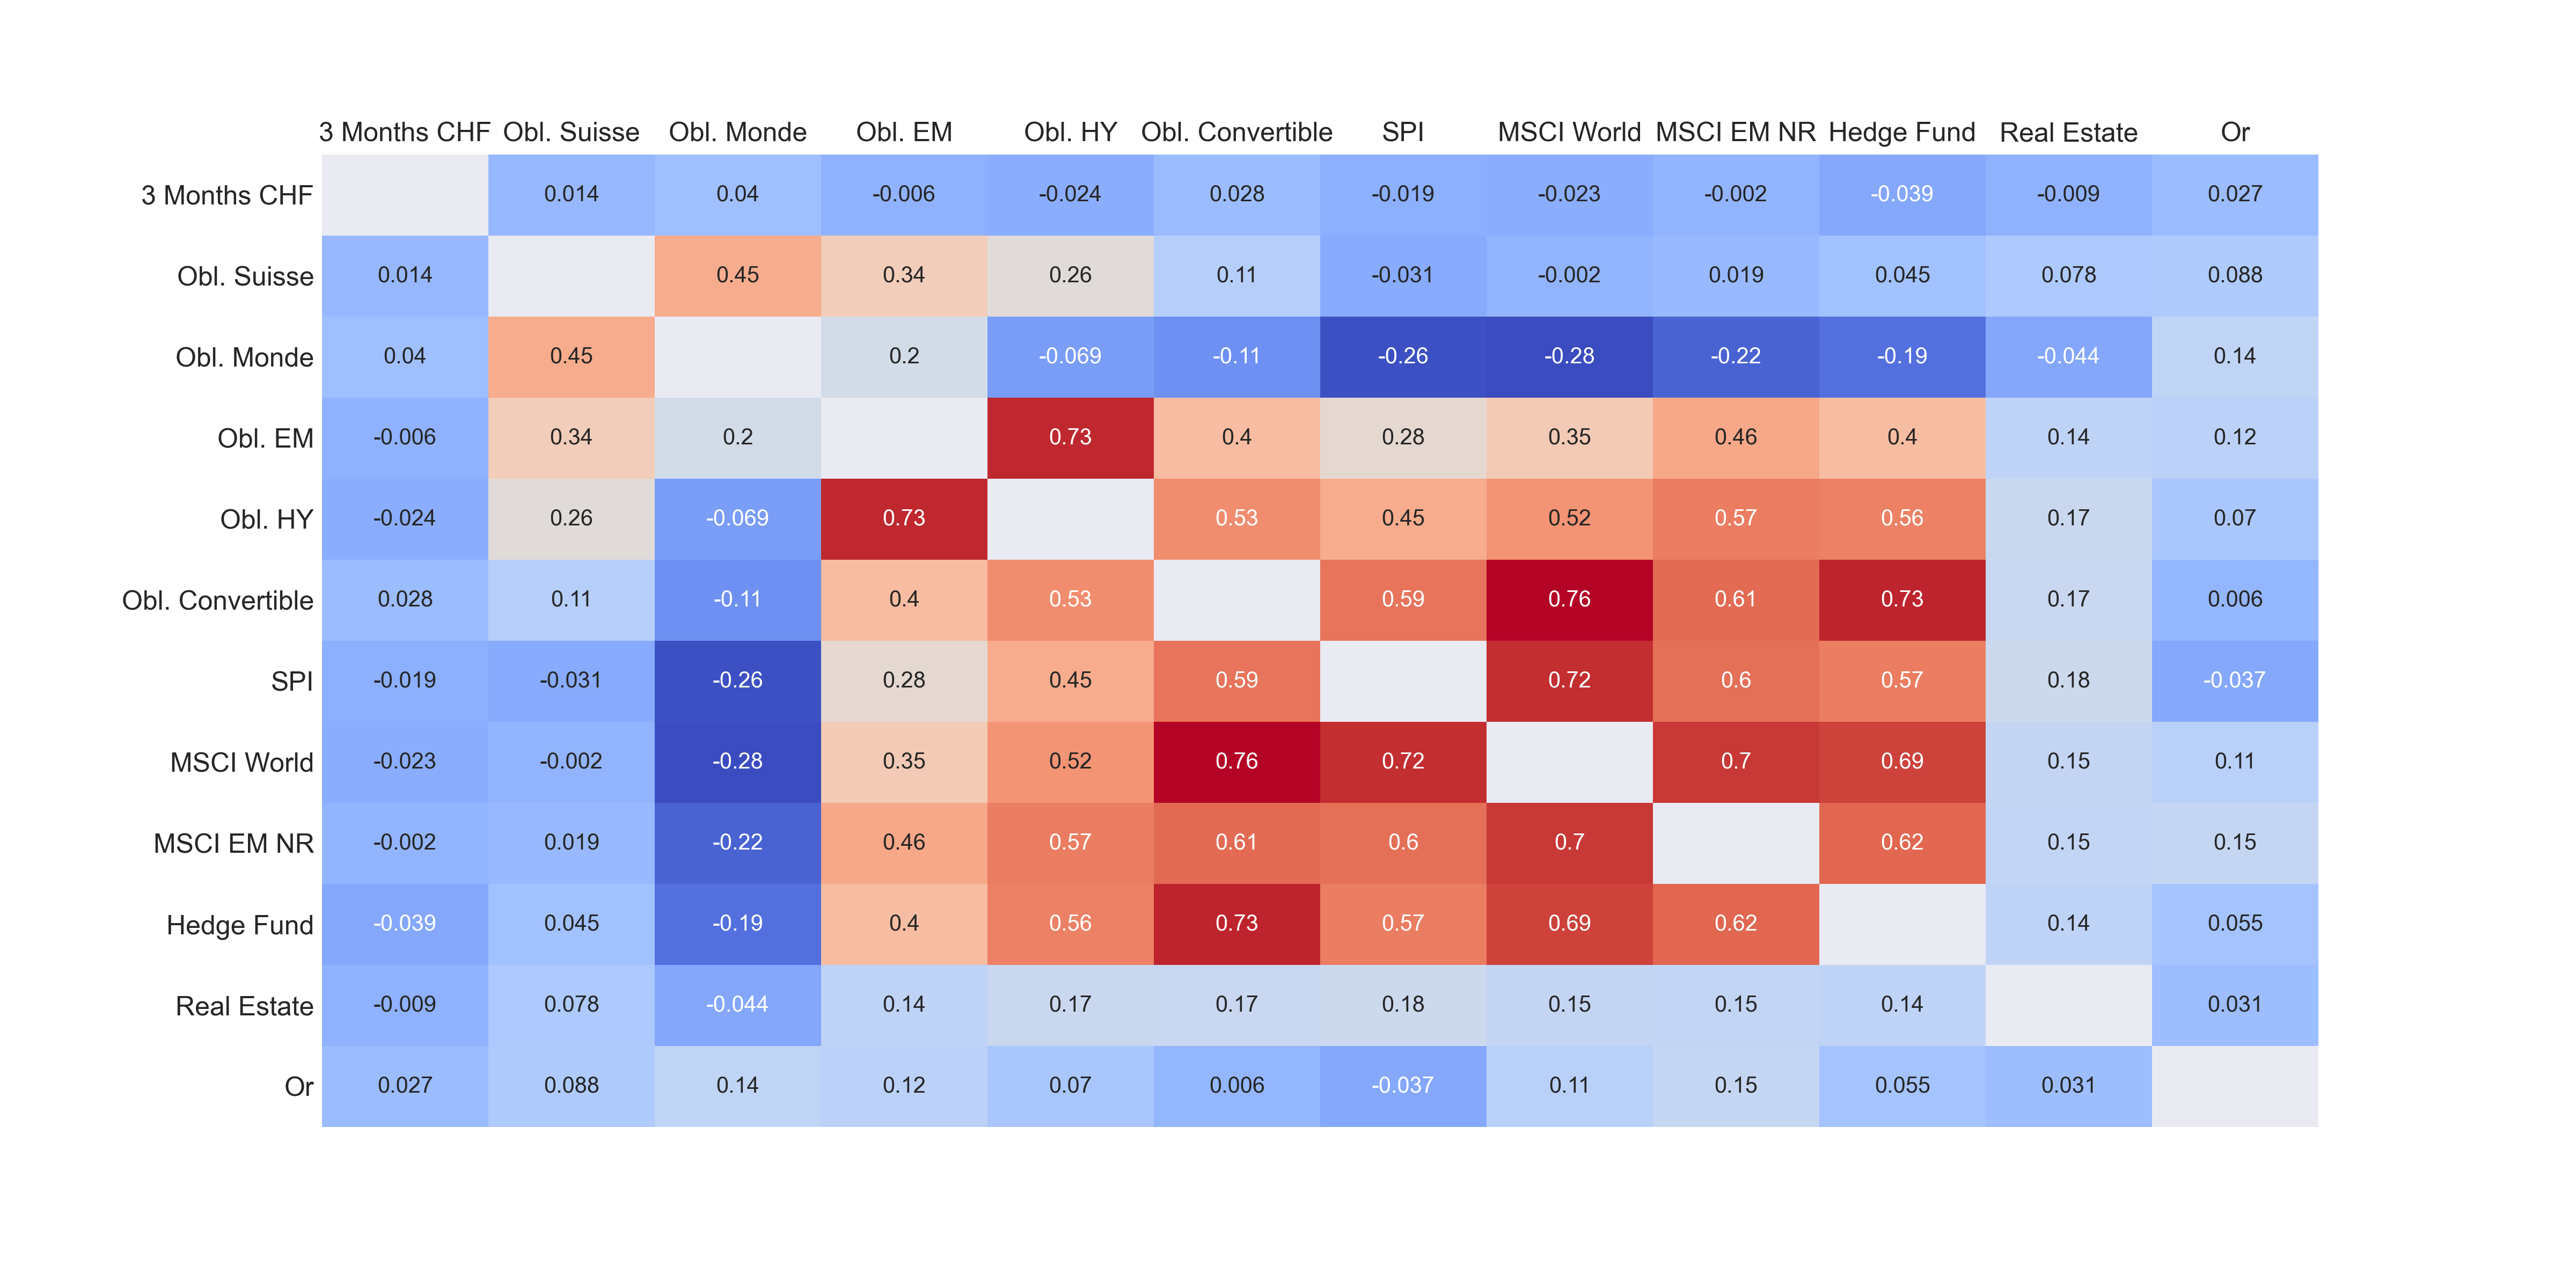 3 Months CHF Obl. Suisse Obl. Monde Obl. EM Obl. HY Obl. Convertible SPI MSCI World MSCI EM NR Hedge Fund Real Estate Or
3 Months CHF 0.014 0.04 -0.006 -0.024 0.028 -0.019 -0.023 -0.002 -0.039 -0.009 0.027
Obl. Suisse 0.014 0.45 0.34 0.26 0.11 -0.031 -0.002 0.019 0.045 0.078 0.088
Obl. Monde 0.04 0.45 0.2 -0.069 -0.11 -0.26 -0.28 -0.22 -0.19 -0.044 0.14
Obl. EM -0.006 0.34 0.2 0.73 0.4 0.28 0.35 0.46 0.4 0.14 0.12
Obl. HY -0.024 0.26 -0.069 0.73 0.53 0.45 0.52 0.57 0.56 0.17 0.07
Obl. Convertible 0.028 0.11 -0.11 0.4 0.53 0.59 0.76 0.61 0.73 0.17 0.006
SPI -0.019 -0.031 -0.26 0.28 0.45 0.59 0.72 0.6 0.57 0.18 -0.037
MSCI World -0.023 -0.002 -0.28 0.35 0.52 0.76 0.72 0.7 0.69 0.15 0.11
MSCI EM NR -0.002 0.019 -0.22 0.46 0.57 0.61 0.6 0.7 0.62 0.15 0.15
Hedge Fund -0.039 0.045 -0.19 0.4 0.56 0.73 0.57 0.69 0.62 0.14 0.055
Real Estate -0.009 0.078 -0.044 0.14 0.17 0.17 0.18 0.15 0.15 0.14 0.031
Or 0.027 0.088 0.14 0.12 0.07 0.006 -0.037 0.11 0.15 0.055 0.031